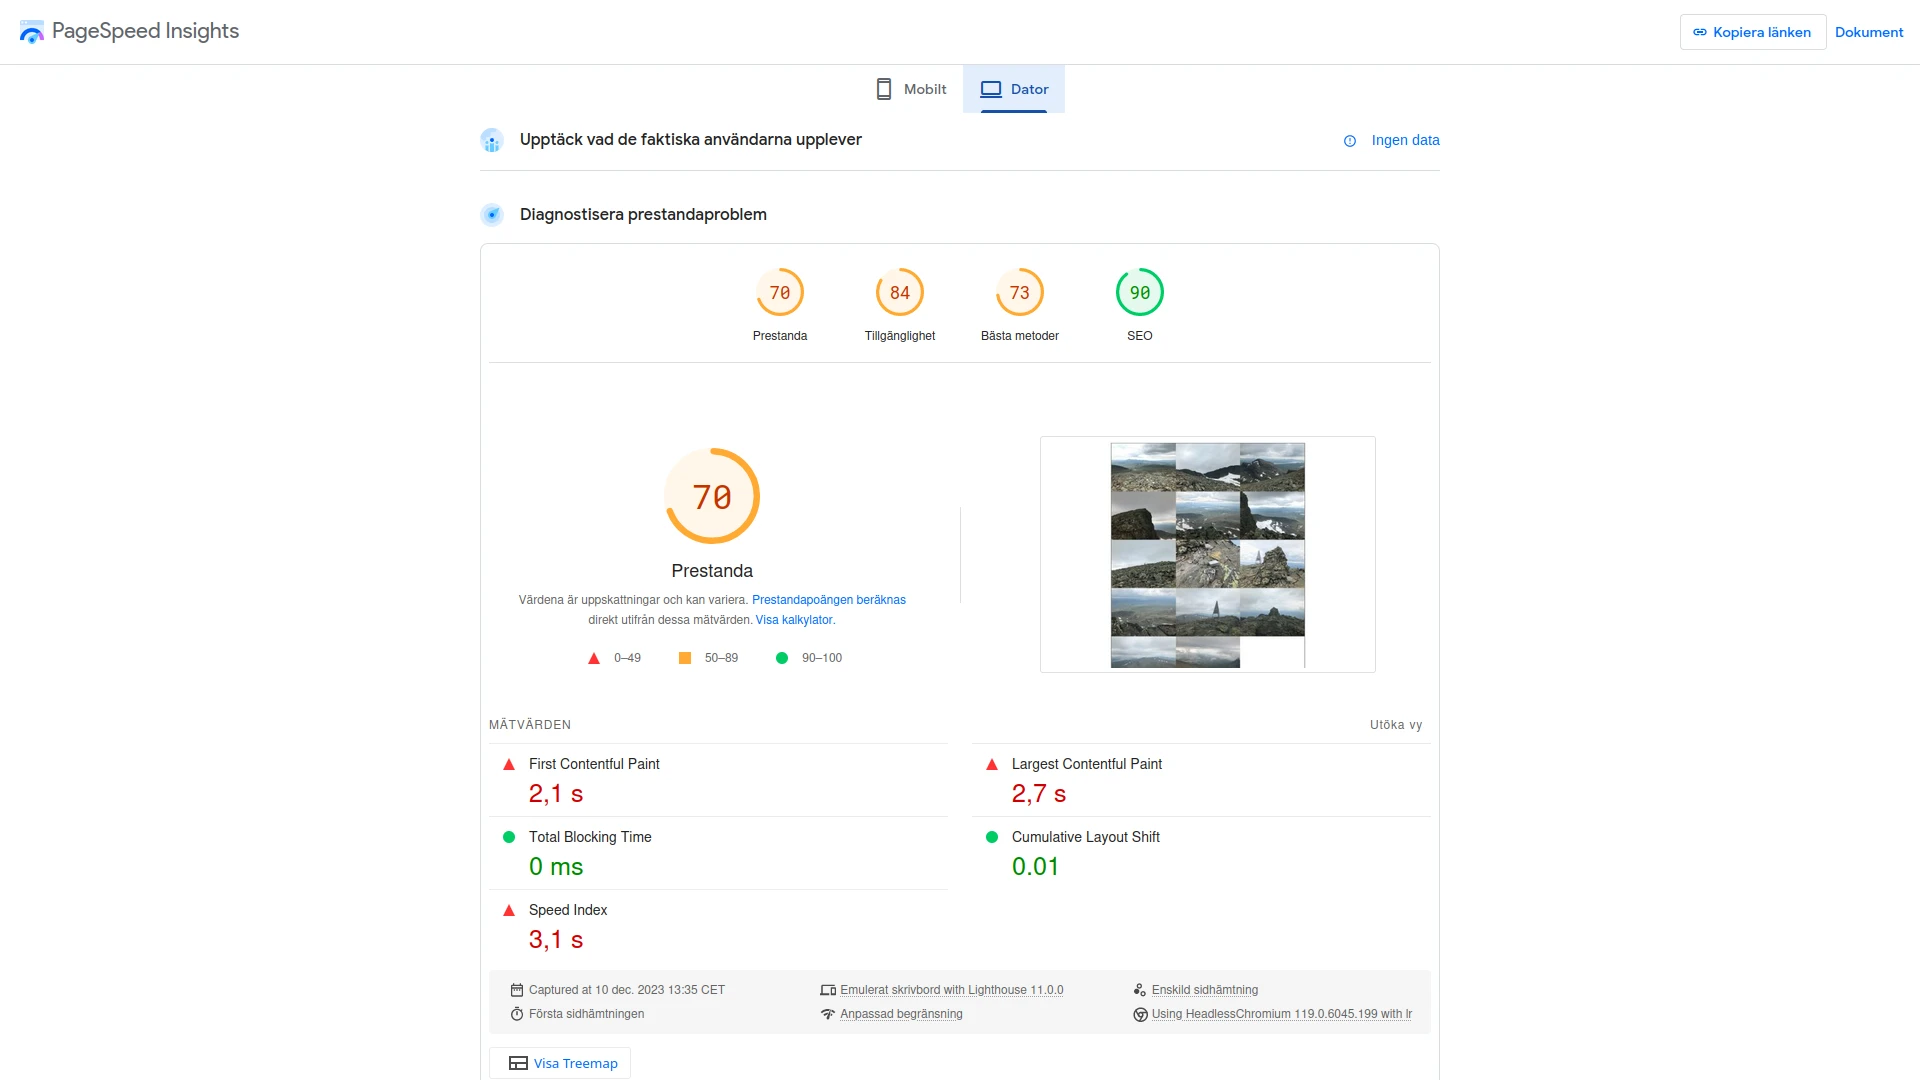 PageSpeed Insights
Kopiera länken
Dokument
Mobilt
Dator
Upptäck vad de faktiska användarna upplever
Ingen data
Diagnostisera prestandaproblem
70
84
73
90
Prestanda
Tillgänglighet
Bästa metoder
SEO
70
Prestanda
Värdena är uppskattningar och kan variera. Prestandapoängen beräknas
direkt utifrån dessa mätvärden. Visa kalkylator.
0–49
50–89
90–100
MÄTVÄRDEN
Utöka vy
First Contentful Paint
2,1 s
Largest Contentful Paint
2,7 s
Total Blocking Time
0 ms
Cumulative Layout Shift
0.01
Speed Index
3,1 s
Captured at 10 dec. 2023 13:35 CET
Emulerat skrivbord with Lighthouse 11.0.0
Enskild sidhämtning
Första sidhämtningen
Anpassad begränsning
Using HeadlessChromium 119.0.6045.199 with lr
Visa Treemap